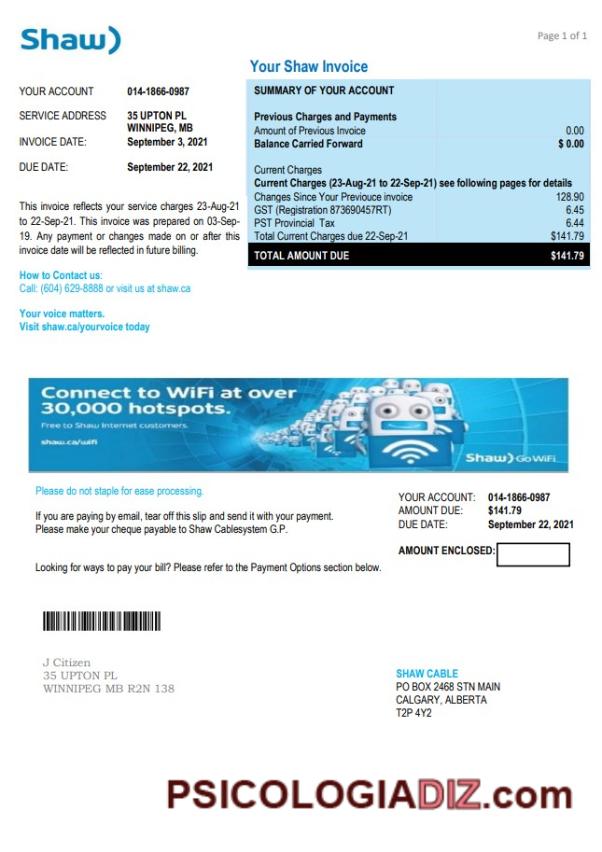 Shaw)
Page 1 of 1
YOUR ACCOUNT 014-1866-0987
SERVICE ADDRESS 35 UPTON PL
WINNIPEG, MB
INVOICE DATE: September 3, 2021
DUE DATE: September 22, 2021
This invoice reflects your service charges 23-Aug-21
to 22-Sep-21. This invoice was prepared on 03-Sep-
19. Any payment or changes made on or after this
invoice date will be reflected in future billing.
How to Contact us:
Call: (604) 629-8888 or visit us at shaw.ca
Your voice matters.
Visit shaw.ca/yourvoice today
Your Shaw Invoice
SUMMARY OF YOUR ACCOUNT
Previous Charges and Payments
Amount of Previous Invoice 0.00
Balance Carried Forward $ 0.00
Current Charges
Current Charges (23-Aug-21 to 22-Sep-21) see following pages for details
Changes Since Your Previouce invoice 128.90
GST (Registration 873690457RT) 6.45
PST Provincial Tax 6.44
Total Current Charges due 22-Sep-21 $141.79
TOTAL AMOUNT DUE $141.79
Connect to WiFi at over
30,000 hotspots.
Free to Shaw Internet customers.
shaw.ca/wifi
Shaw) Go WiFi
Please do not staple for ease processing.
If you are paying by email, tear off this slip and send it with your payment.
Please make your cheque payable to Shaw Cablesystem G.P.
Looking for ways to pay your bill? Please refer to the Payment Options section below.
YOUR ACCOUNT: 014-1866-0987
AMOUNT DUE: $141.79
DUE DATE: September 22, 2021
AMOUNT ENCLOSED:
J Citizen
35 UPTON PL
WINNIPEG MB R2N 138
SHAW CABLE
PO BOX 2468 STN MAIN
CALGARY, ALBERTA
T2P 4Y2
PSICOLOGIADIZ.com